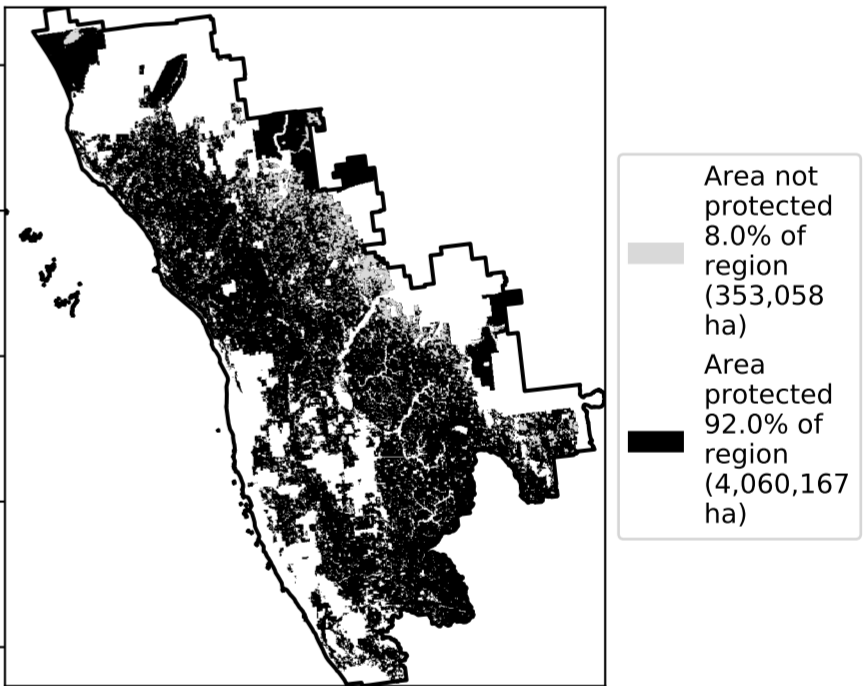 Area not
protected
8.0% of
region
(353,058
ha)
Area
protected
92.0% of
region
(4,060,167
ha)